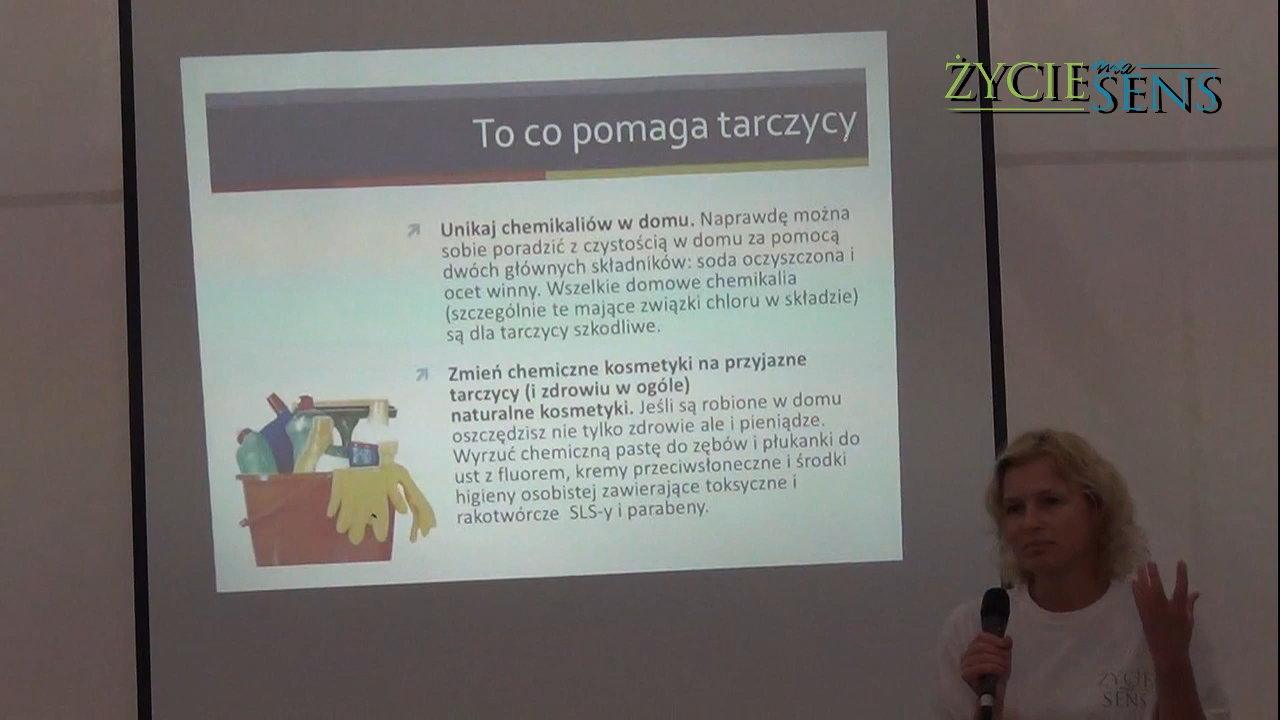 ŻYCIE ma SENS
To co pomaga tarczycy
Unikaj chemikaliów w domu. Naprawdę można
sobie poradzić z czystością w domu za pomocą
dwóch głównych składników: soda oczyszczona i
ocet winny. Wszelkie domowe chemikalia
(szczególnie te mające związki chloru w składzie)
są dla tarczycy szkodliwe.
Zmień chemiczne kosmetyki na przyjazne
tarczycy (i zdrowiu w ogóle)
naturalne kosmetyki. Jeśli są robione w domu
oszczędzisz nie tylko zdrowie ale i pieniądze.
Wyrzuć chemiczną pastę do zębów i płukanki do
ust z fluorem, kremy przeciwsłoneczne i środki
higieny osobistej zawierające toksyczne i
rakotwórcze SLS-y i parabeny.
ŻYCIE
SENS